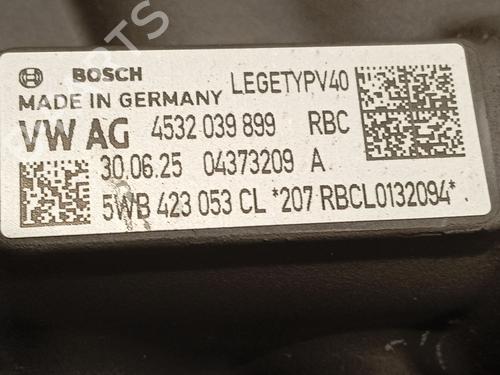 BOSCH LEGETYPV40
MADE IN GERMANY
VW AG 4532 039 899 RBC
30.06.25 04373209 A
5WB 423 053 CL *207 RBCL0132094*